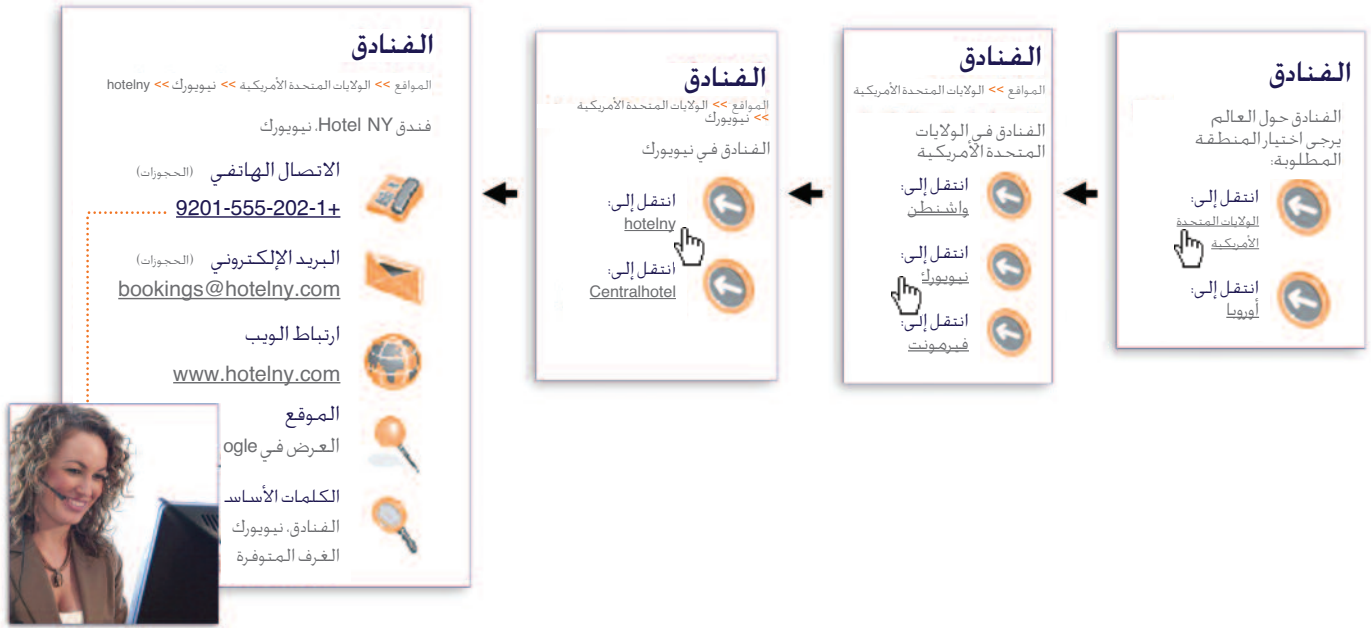 الفنادق
الفنادق حول العالم
يرجى اختيار المنطقة
المطلوبة:
انتقل إلى:
الولايات المتحدة
الأمريكية
انتقل إلى:
أوروبا
الفنادق
المواقع >> الولايات المتحدة الأمريكية
الفنادق في الولايات
المتحدة الأمريكية
انتقل إلى:
واشنطن
انتقل إلى:
نيويورك
انتقل إلى:
فيرمونت
الفنادق
المواقع >> الولايات المتحدة الأمريكية
>> نيويورك
الفنادق في نيويورك
انتقل إلى:
hotelny
انتقل إلى:
Centralhotel
الفنادق
المواقع >> الولايات المتحدة الأمريكية >> نيويورك >> hotelny
فندق Hotel NY، نيويورك
الاتصال الهاتفي (الحجوزات)
9201-555-202-1+
البريد الإلكتروني (الحجوزات)
bookings@hotelny.com
ارتباط الويب
www.hotelny.com
الموقع
العرض في ogle
الكلمات الأساسـ
الفنادق، نيويورك
الغرف المتوفرة